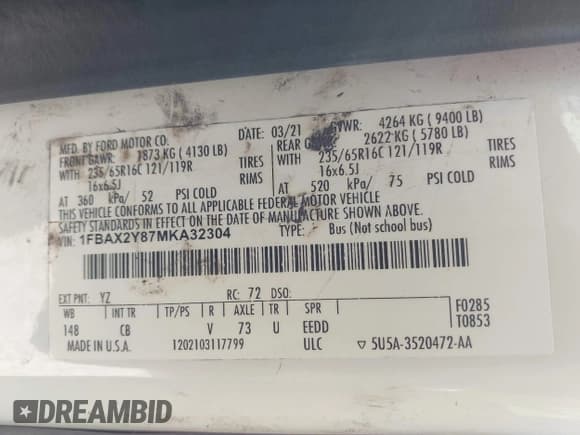 MFD. BY FORD MOTOR CO.
DATE: 03/21 GVWR: 4264 KG ( 9400 LB)
FRONT GAWR: 1873 KG ( 4130 LB) REAR GAWR: 2622 KG ( 5780 LB)
WITH 235/65R16C 121/119R TIRES WITH 235/65R16C 121/119R TIRES
16x6.5J RIMS 16x6.5J RIMS
AT 360 kPa/ 52 PSI COLD AT 520 kPa/ 75 PSI COLD
THIS VEHICLE CONFORMS TO ALL APPLICABLE FEDERAL MOTOR VEHICLE
SAFETY STANDARDS IN EFFECT ON THE DATE OF MANUFACTURE SHOWN ABOVE.
VIN: 1FBAX2Y87MKA32304 TYPE: Bus (Not school bus)
EXT PNT: YZ RC: 72 DSO:
WB INT TR TP/PS R AXLE TR SPR
148 CB V 73 U EEDD
F0285
T0853
MADE IN U.S.A. 1202103117799 ULC ▽ 5U5A-3520472-AA
DREAMBID